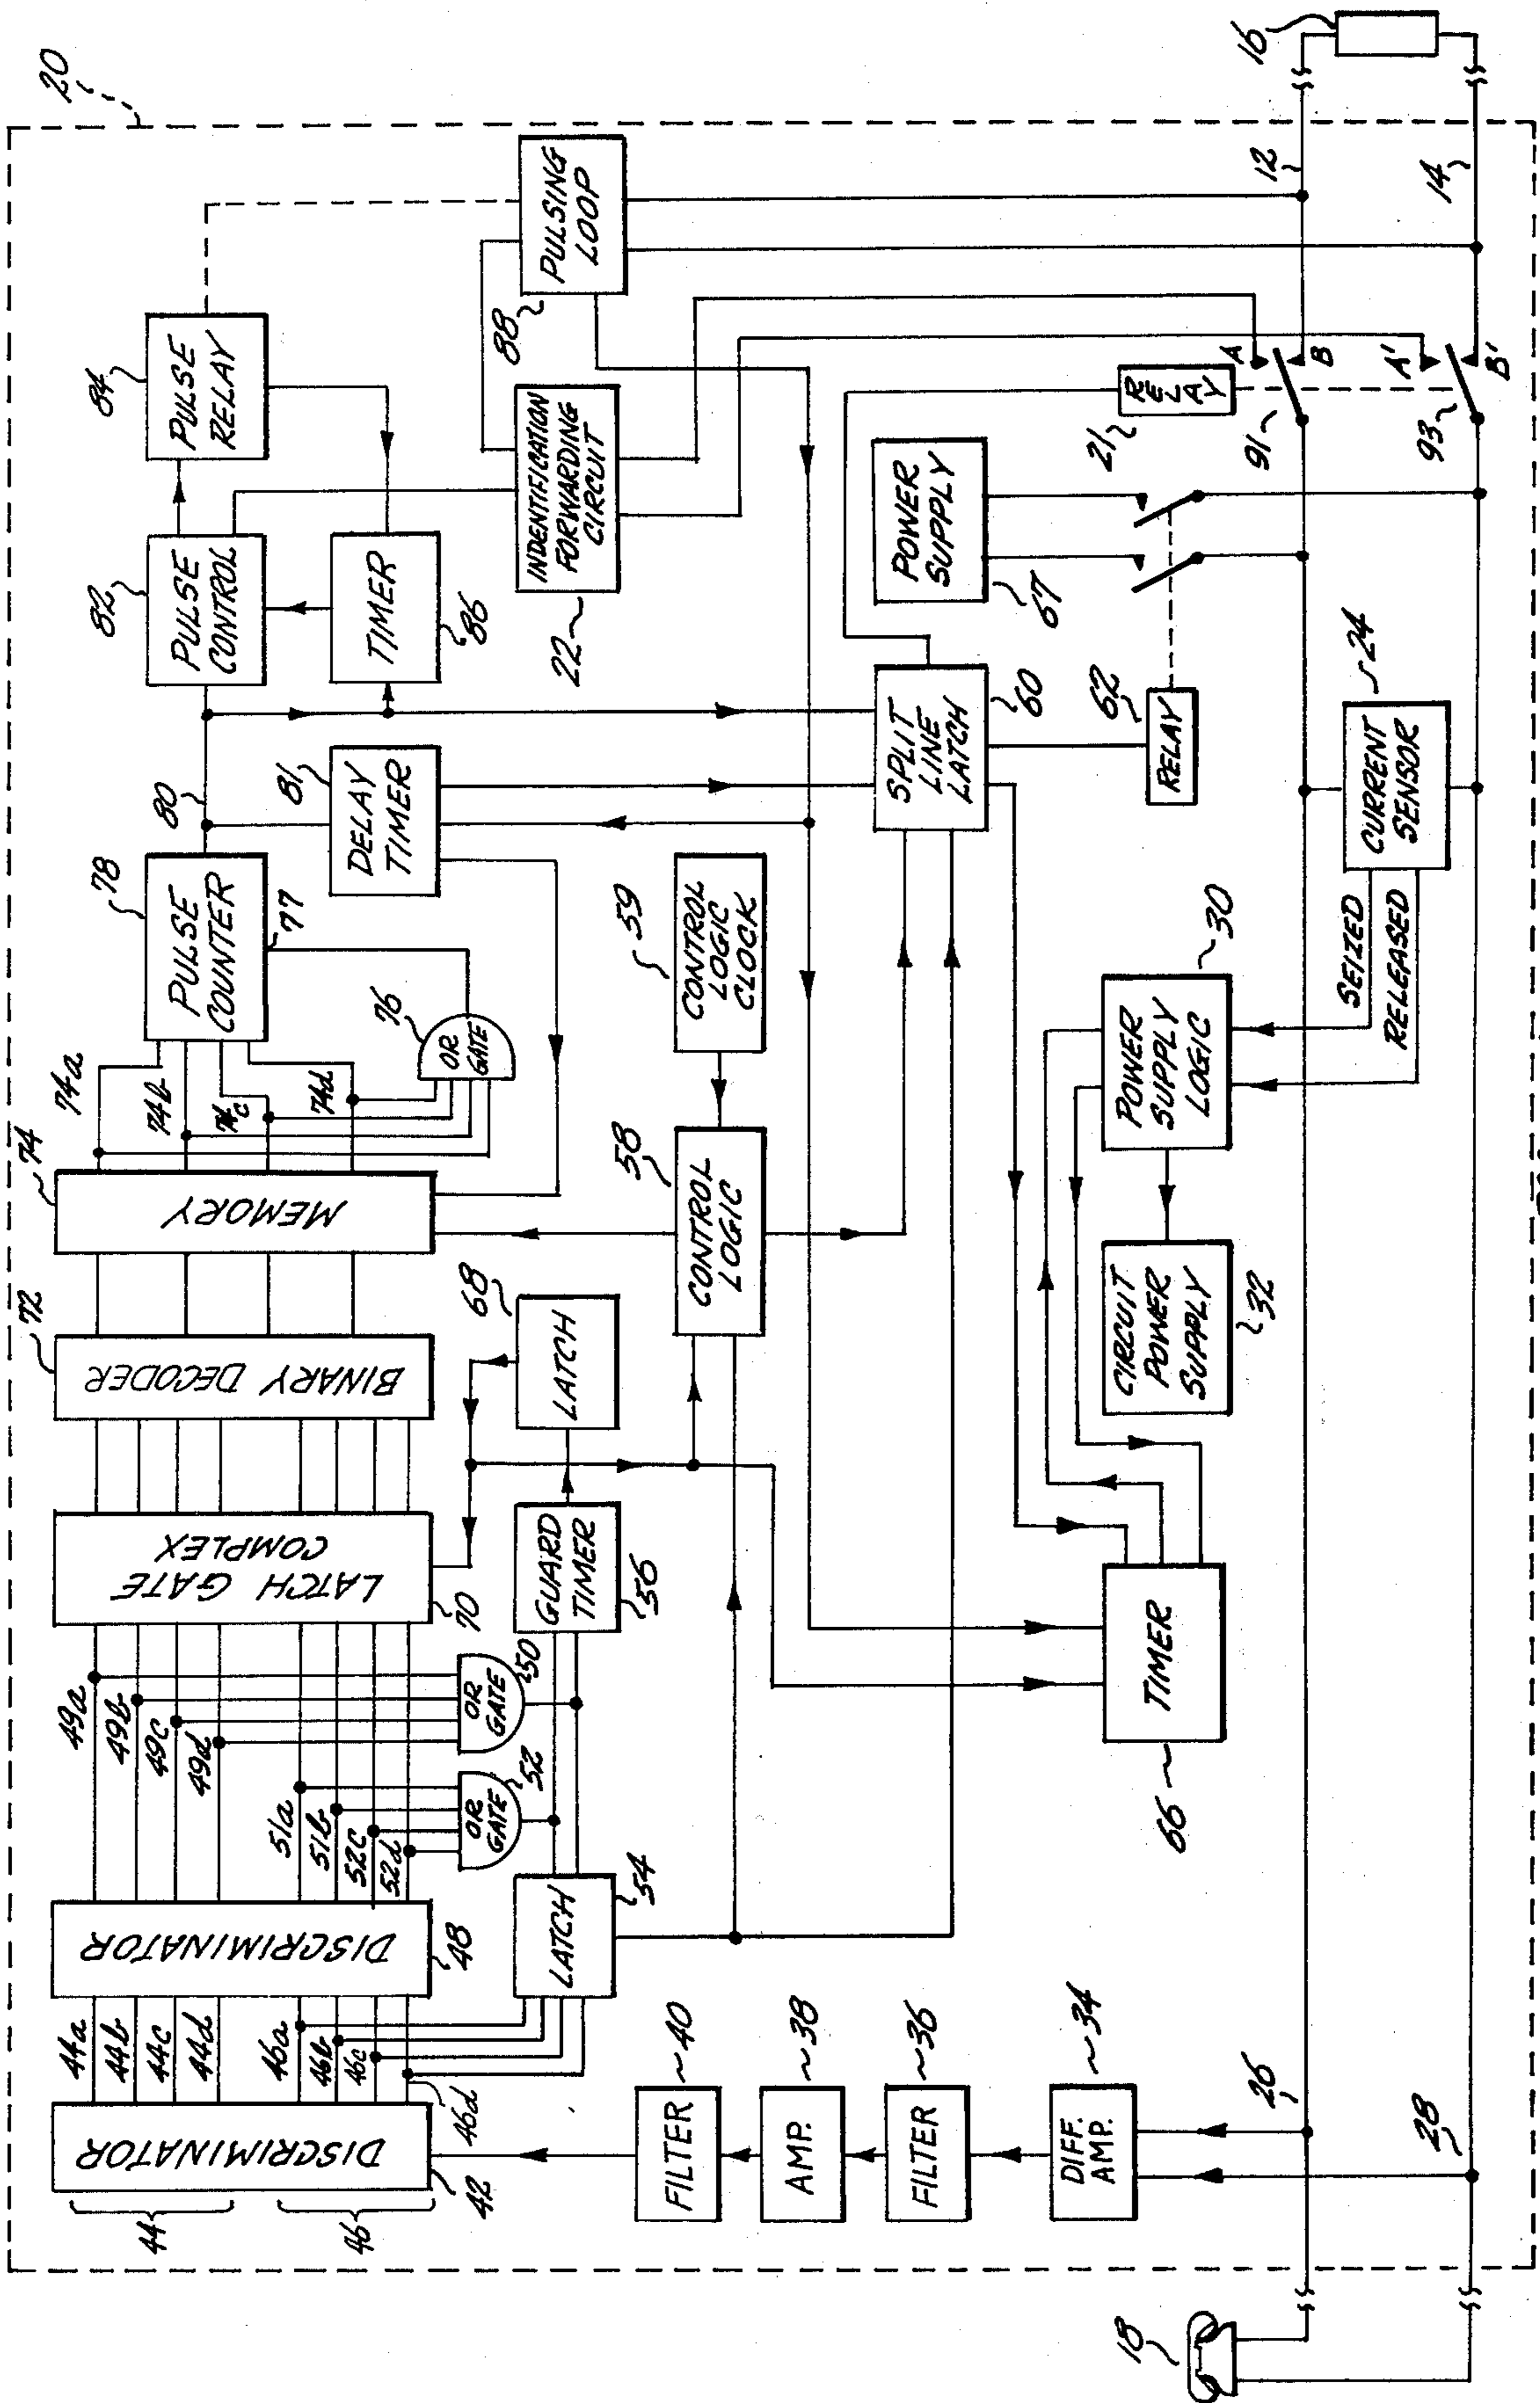 20
DISCRIMINATOR
42
44
46
44a
44b
44c
44d
46a
46b
46c
46d
DISCRIMINATOR
48
49a
49b
49c
49d
51a
51b
52c
52d
OR GATE
50
OR GATE
52
LATCH
54
GUARD TIMER
56
LATCH
68
LATCH GATE COMPLEX
70
BINARY DECODER
72
MEMORY
74
74a
74b
74c
74d
OR GATE
76
PULSE COUNTER
77
78
80
DELAY TIMER
81
PULSE CONTROL
82
PULSE RELAY
84
TIMER
86
INDENTIFICATION FORWARDING CIRCUIT
22
PULSING LOOP
88
CONTROL LOGIC
58
CONTROL LOGIC CLOCK
59
SPLIT LINE LATCH
60
RELAY
62
POWER SUPPLY
67
RELAY
21
A
B
A'
B'
91
93
12
14
16
FILTER
40
AMP.
38
FILTER
36
DIFF. AMP.
34
TIMER
66
CIRCUIT POWER SUPPLY
32
POWER SUPPLY LOGIC
30
SEIZED
RELEASED
CURRENT SENSOR
24
26
28
18